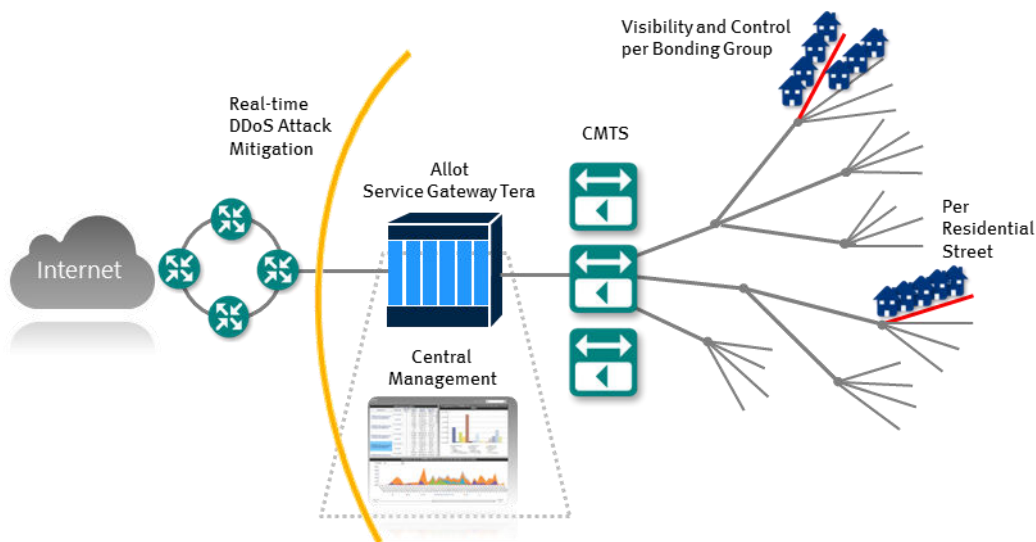 Visibility and Control
per Bonding Group
Real-time
DDoS Attack
Mitigation
CMTS
Allot
Service Gateway Tera
Per
Residential
Street
Internet
Central
Management